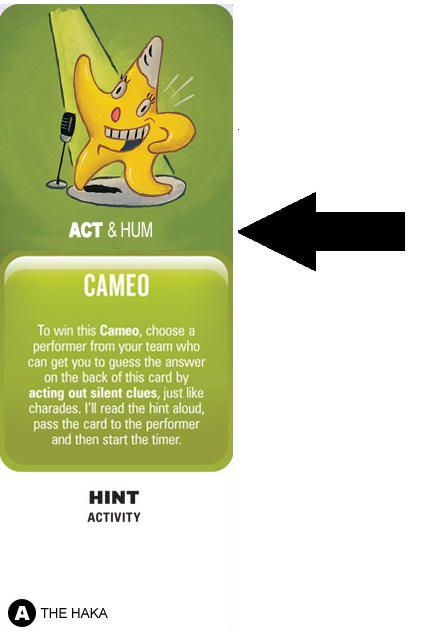 ACT & HUM
CAMEO
To win this Cameo, choose a
performer from your team who
can get you to guess the answer
on the back of this card by
acting out silent clues, just like
charades. I'll read the hint aloud,
pass the card to the performer
and then start the timer.
HINT
ACTIVITY
A THE HAKA